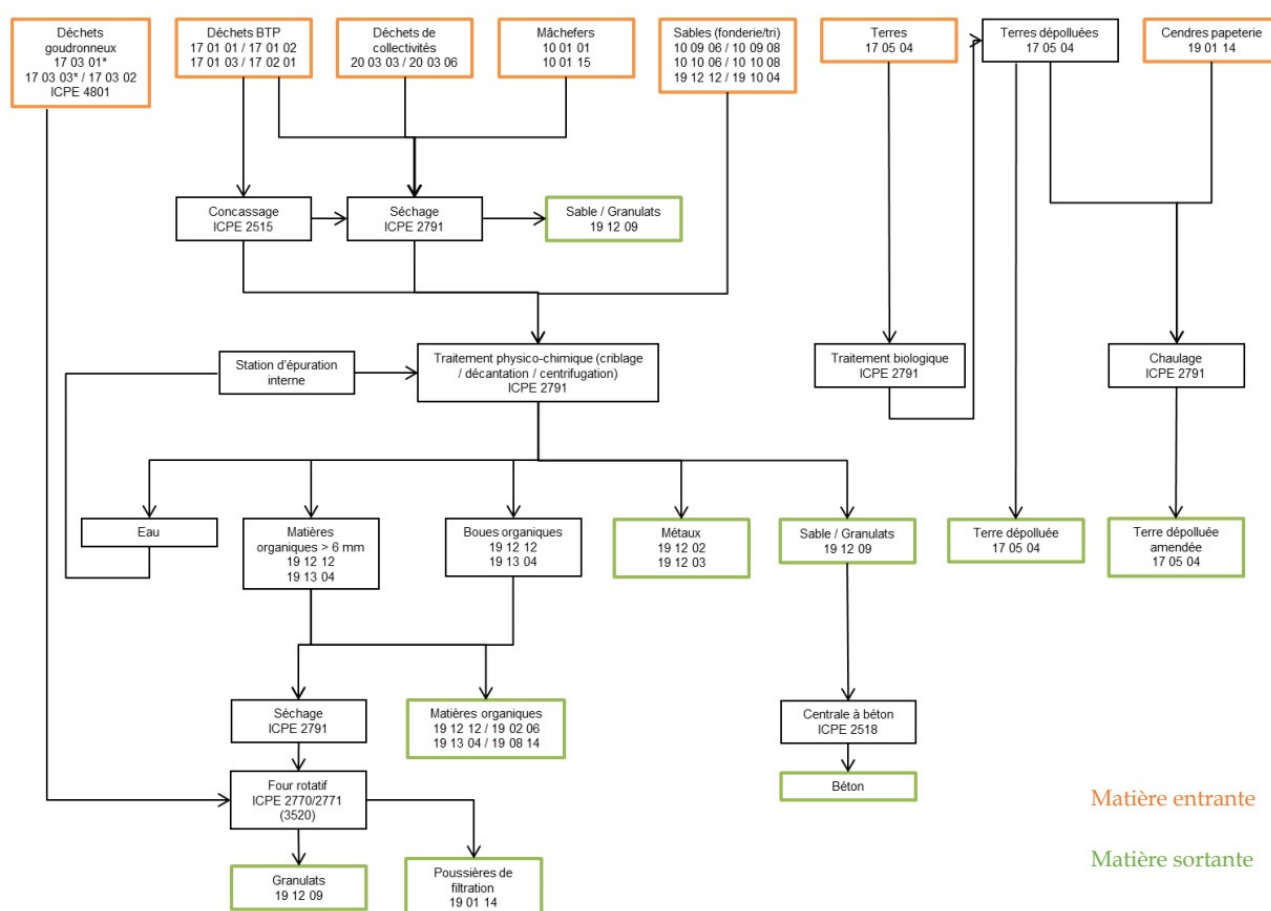 Déchets
goudronneux
17 03 01*
17 03 03* / 17 03 02
ICPE 4801
Déchets BTP
17 01 01 / 17 01 02
17 01 03 / 17 02 01
Déchets de
collectivités
20 03 03 / 20 03 06
Mâchefers
10 01 01
10 01 15
Sables (fonderie/tri)
10 09 06 / 10 09 08
10 10 06 / 10 10 08
19 12 12 / 19 10 04
Terres
17 05 04
Terres dépolluées
17 05 04
Cendres papeterie
19 01 14
Concassage
ICPE 2515
Séchage
ICPE 2791
Sable / Granulats
19 12 09
Station d'épuration
interne
Traitement physico-chimique (criblage
/ décantation / centrifugation)
ICPE 2791
Traitement biologique
ICPE 2791
Chaulage
ICPE 2791
Eau
Matières
organiques > 6 mm
19 12 12
19 13 04
Boues organiques
19 12 12
19 13 04
Métaux
19 12 02
19 12 03
Sable / Granulats
19 12 09
Terre dépolluée
17 05 04
Terre dépolluée
amendée
17 05 04
Séchage
ICPE 2791
Matières organiques
19 12 12 / 19 02 06
19 13 04 / 19 08 14
Centrale à béton
ICPE 2518
Four rotatif
ICPE 2770/2771
(3520)
Béton
Granulats
19 12 09
Poussières de
filtration
19 01 14
Matière entrante
Matière sortante